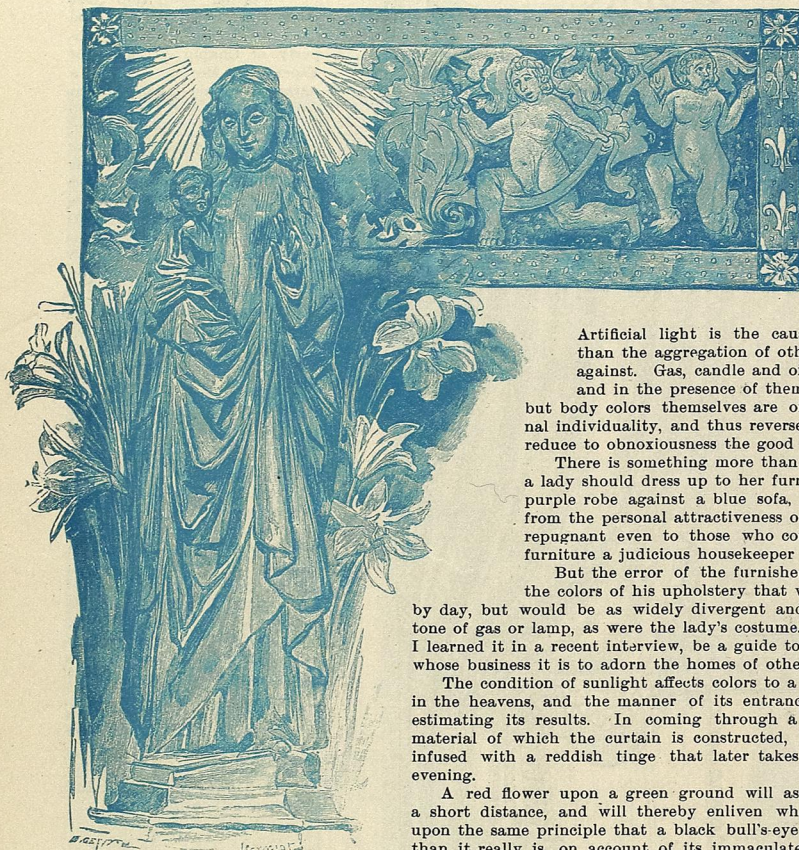 Artificial light is the cau
than the aggregation of oth
against. Gas, candle and o
and in the presence of them
but body colors themselves are o
nal individuality, and thus reverse
reduce to obnoxiousness the good
There is something more than
a lady should dress up to her furn
purple robe against a blue sofa,
from the personal attractiveness o
repugnant even to those who co
furniture a judicious housekeeper
But the error of the furnishe
the colors of his upholstery that
by day, but would be as widely divergent and
tone of gas or lamp, as were the lady's costume.
I learned it in a recent interview, be a guide to
whose business it is to adorn the homes of othe
The condition of sunlight affects colors to a
in the heavens, and the manner of its entranc
estimating its results. In coming through a
material of which the curtain is constructed,
infused with a reddish tinge that later takes
evening.
A red flower upon a green ground will as
a short distance, and will thereby enliven wh
upon the same principle that a black bull's-eye
than it really is, on account of its immaculate